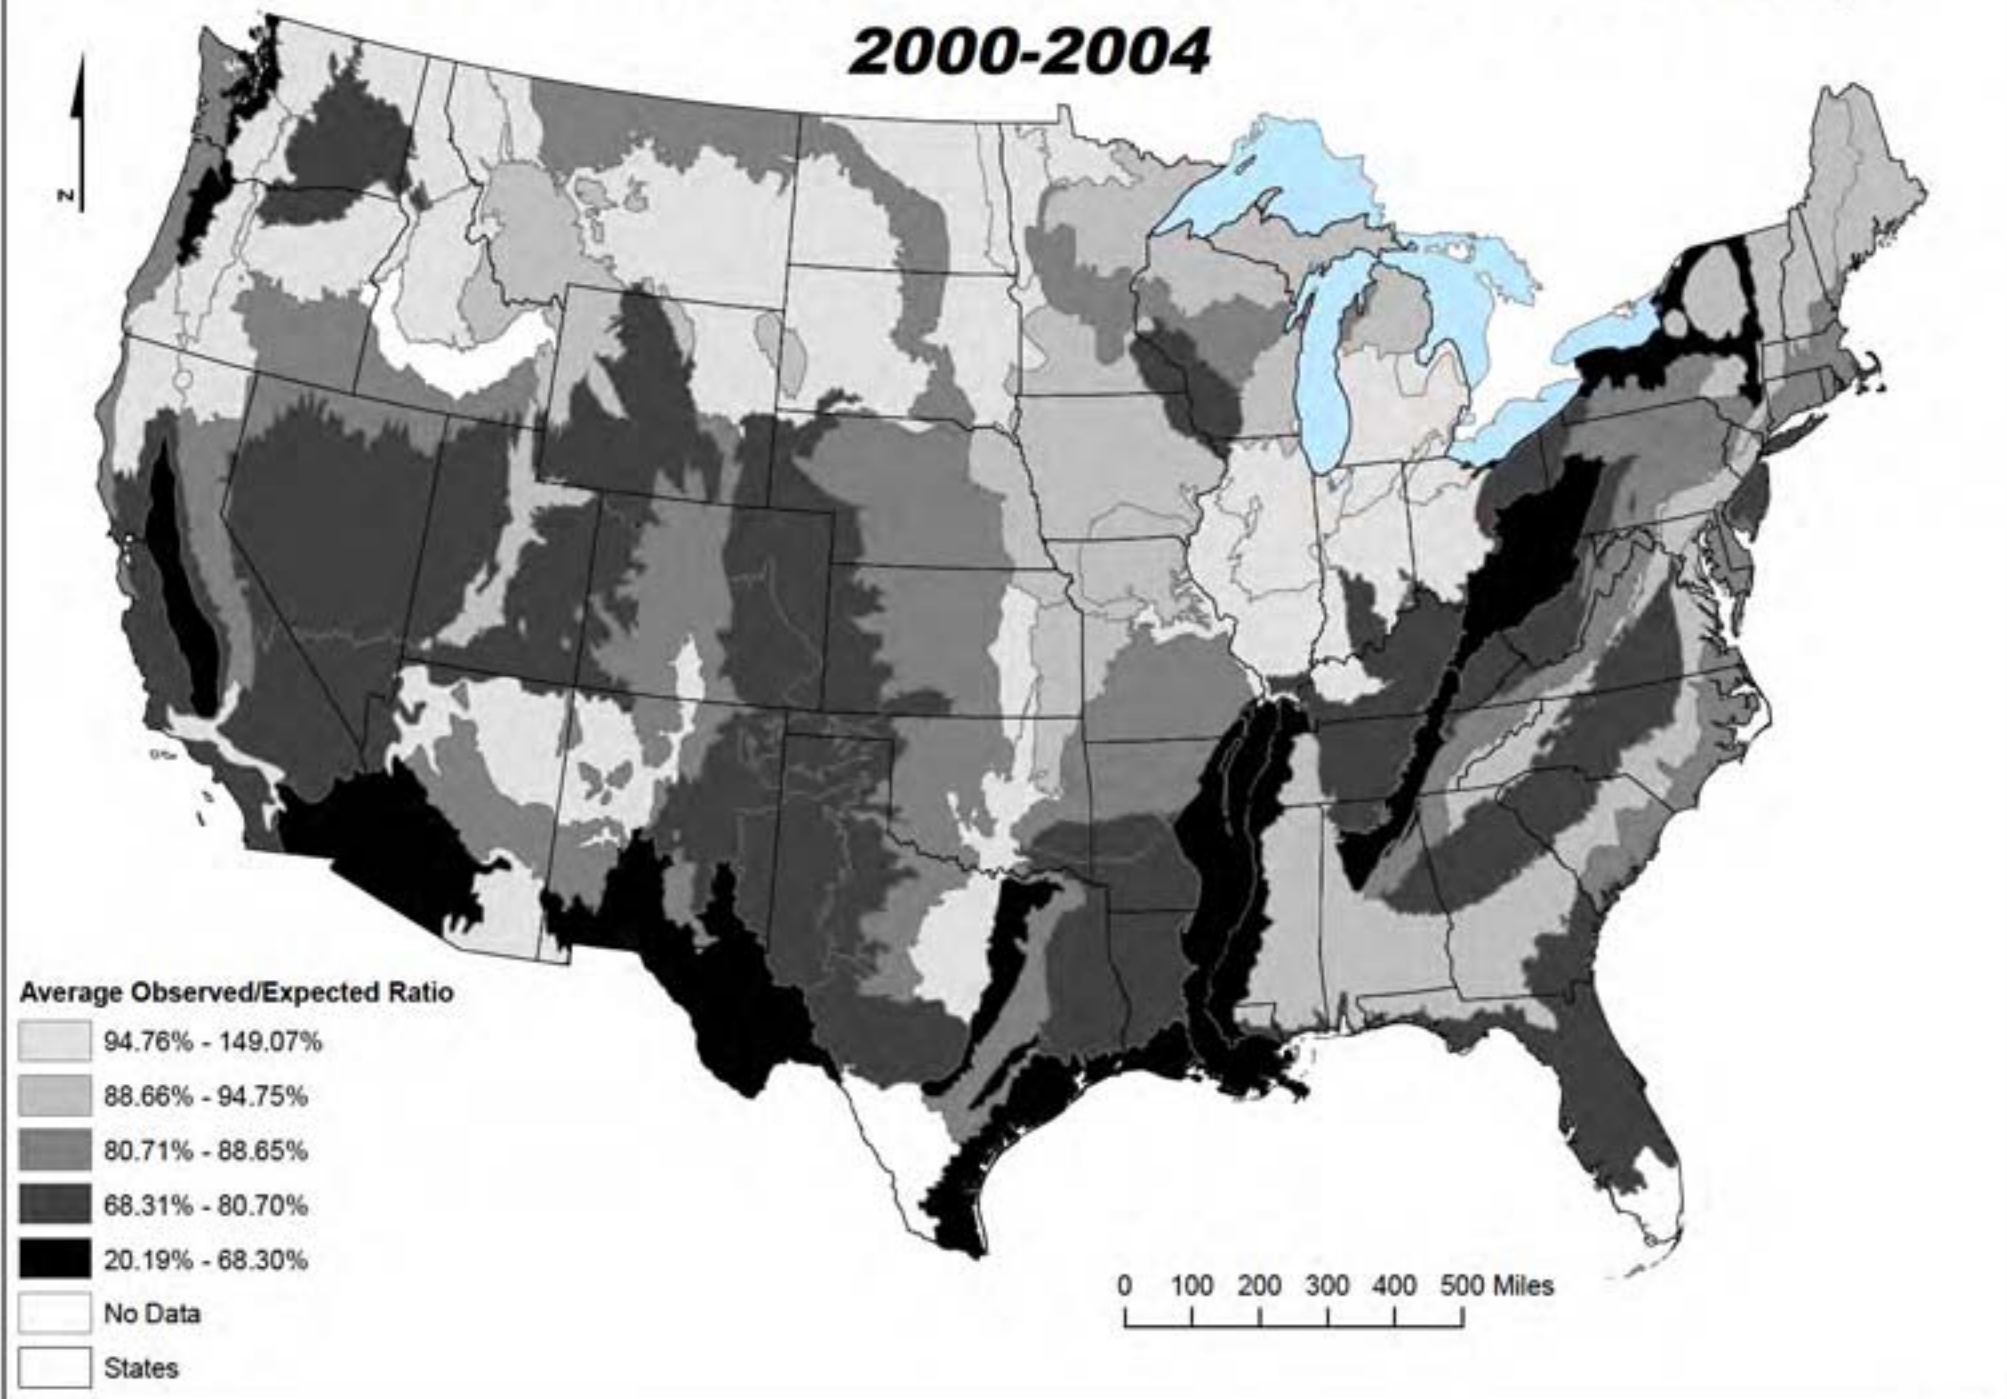 2000-2004
N
Average Observed/Expected Ratio
94.76% - 149.07%
88.66% - 94.75%
80.71% - 88.65%
68.31% - 80.70%
20.19% - 68.30%
No Data
States
0 100 200 300 400 500 Miles